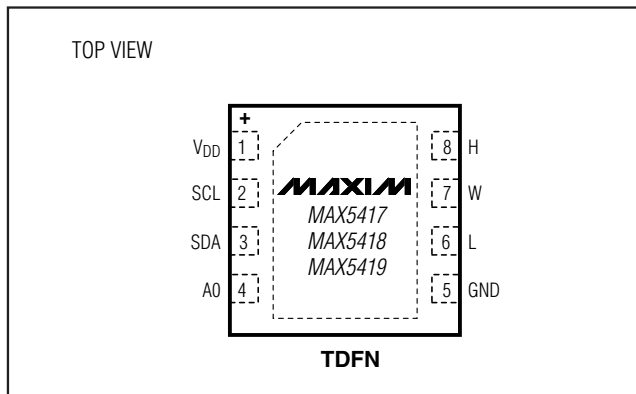 TOP VIEW
+
VDD 1
SCL 2
SDA 3
A0 4
MAXIM
MAX5417
MAX5418
MAX5419
8 H
7 W
6 L
5 GND
TDFN